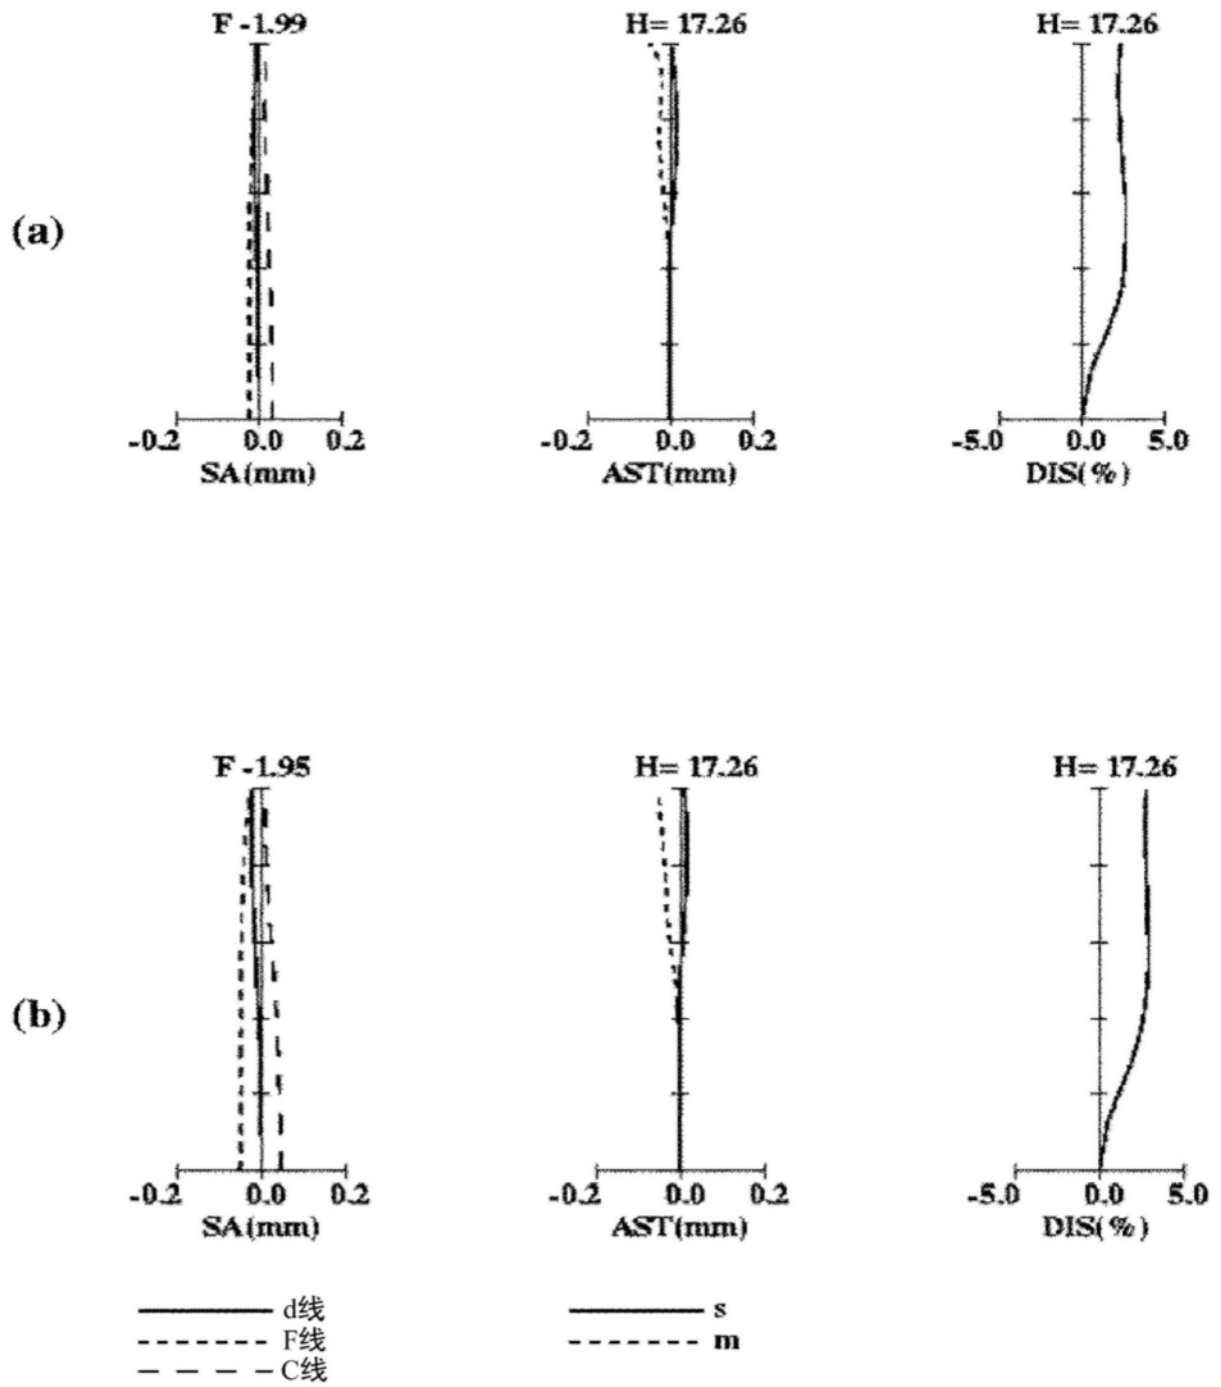 F -1.99 H= 17.26 H= 17.26
(a)
-0.2 0.0 0.2 -0.2 0.0 0.2 -5.0 0.0 5.0
SA(mm) AST(mm) DIS(%)
F -1.95 H= 17.26 H= 17.26
(b)
-0.2 0.0 0.2 -0.2 0.0 0.2 -5.0 0.0 5.0
SA(mm) AST(mm) DIS(%)
d线 s
F线 m
C线